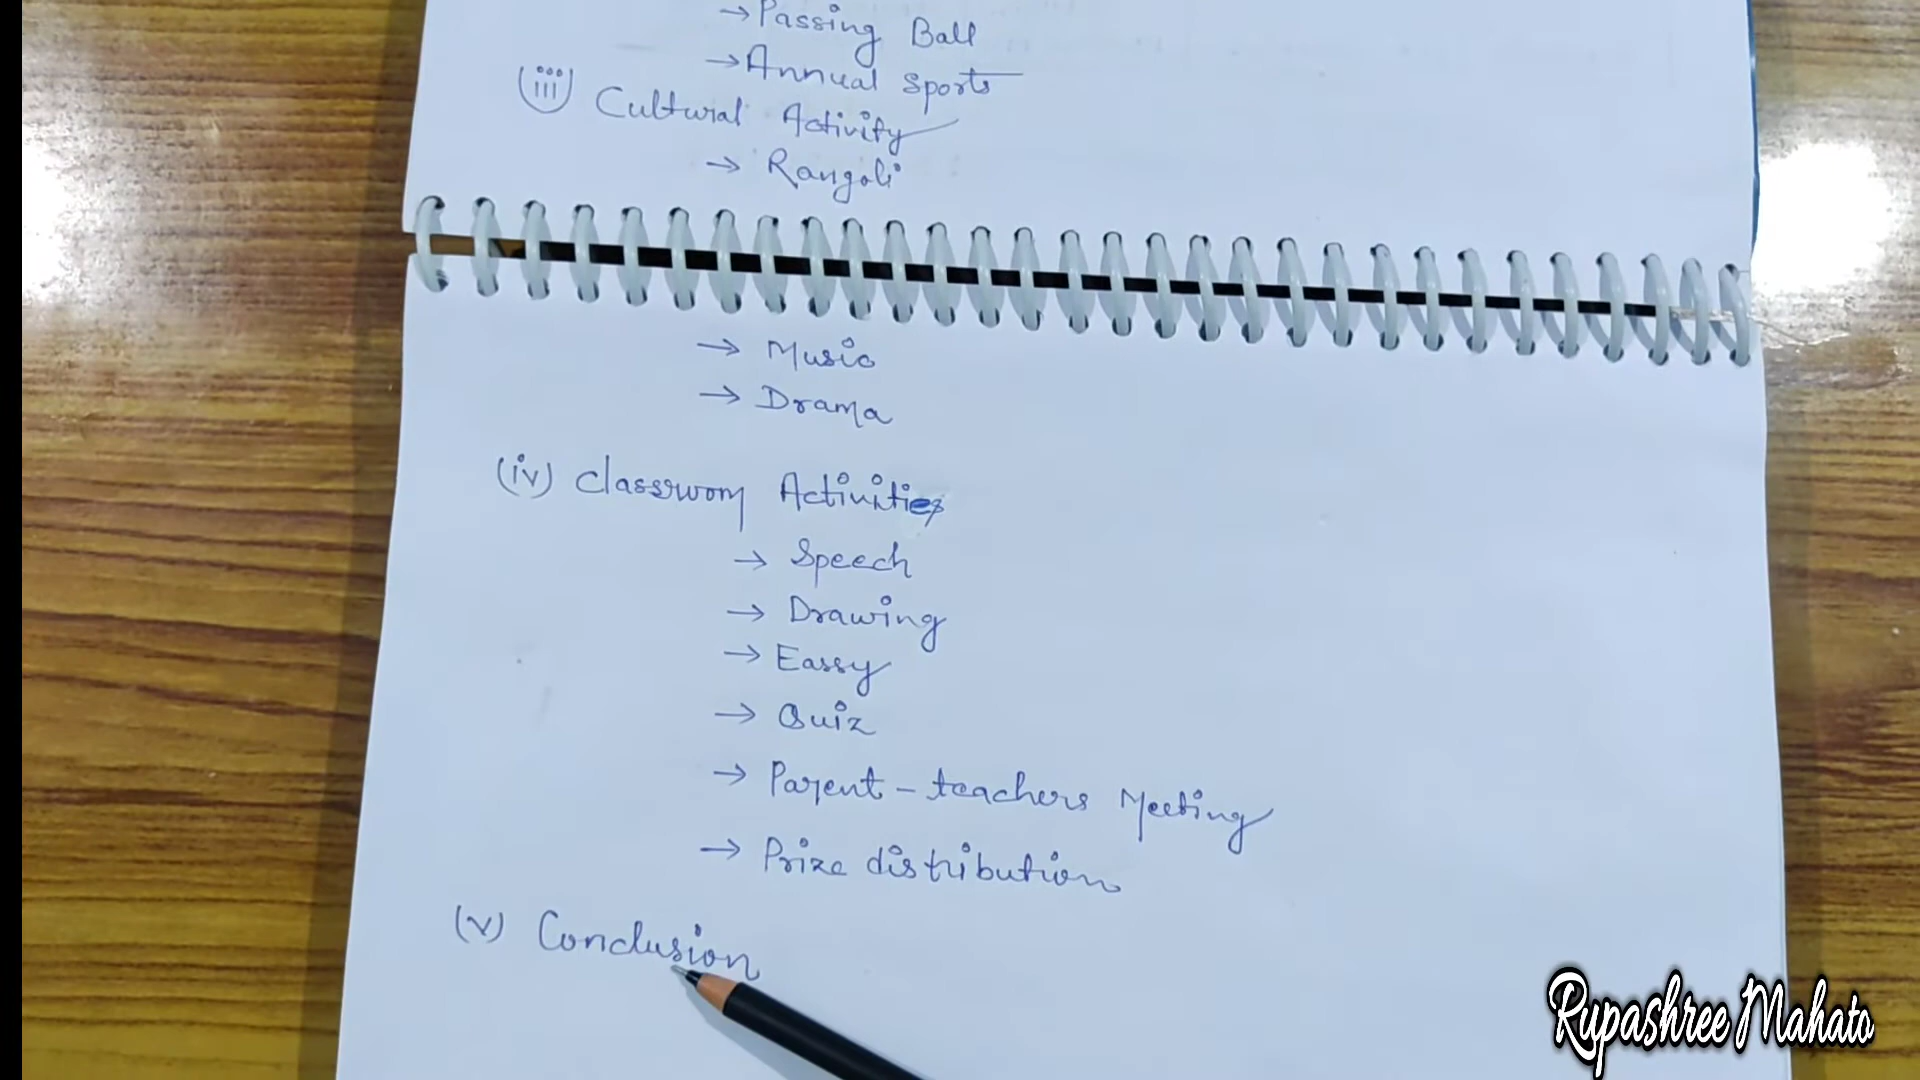 → Passing Ball
→ Annual Sports
(iii) Cultural Activity
→ Rangoli
→ Music
→ Drama
(iv) Classroom Activities
→ Speech
→ Drawing
→ Eassy
→ Quiz
→ Parent - teachers Meeting
→ Prize distribution
(v) Conclusion
Rupashree Mahato